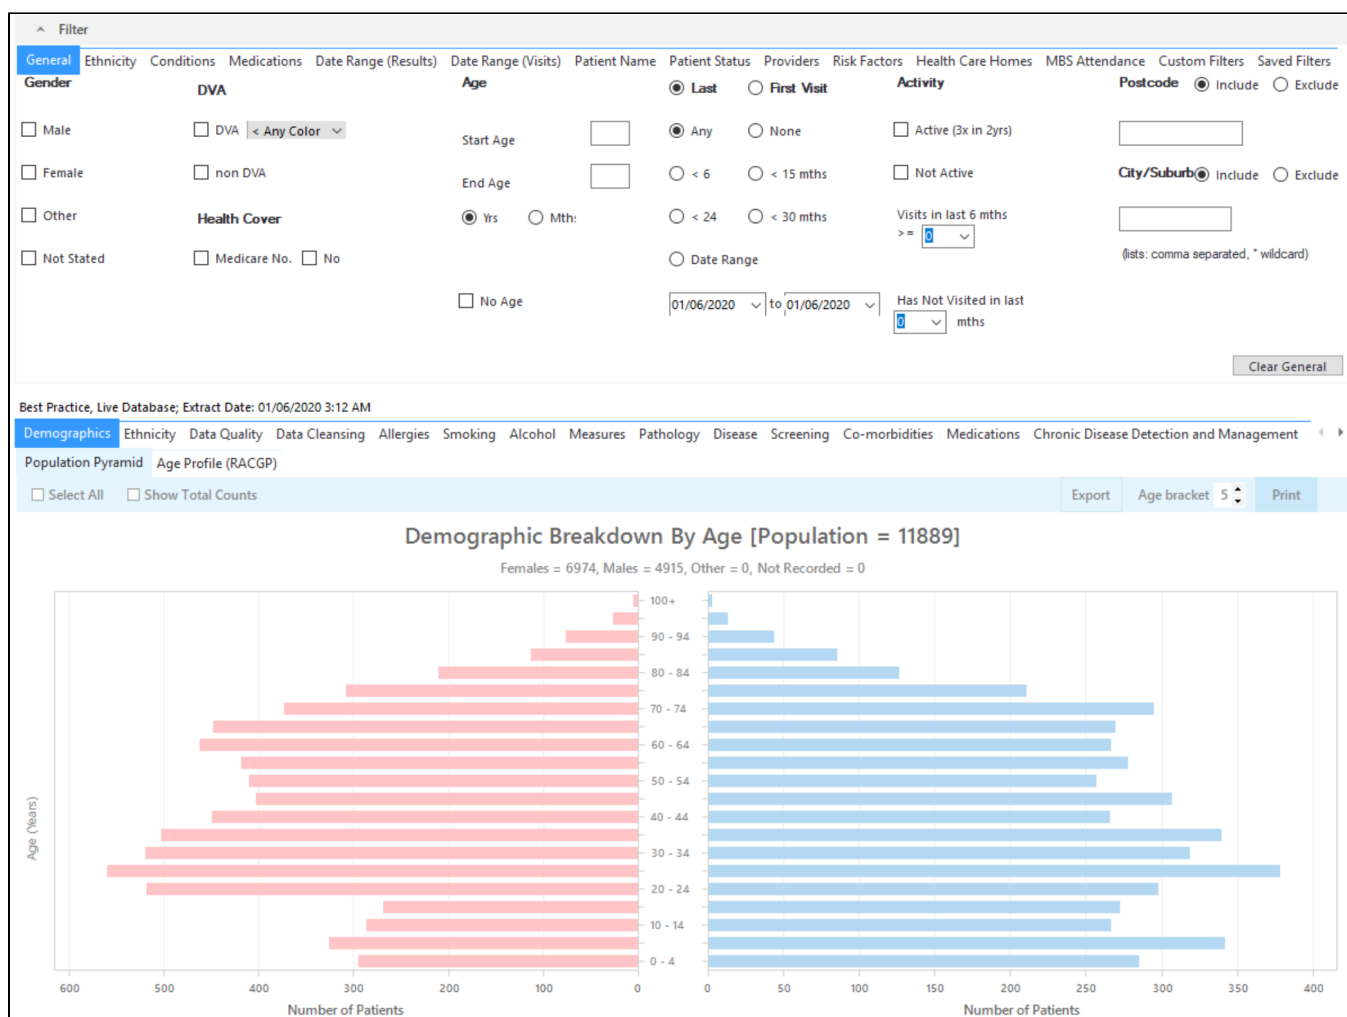 Filter
General Ethnicity Conditions Medications Date Range (Results) Date Range (Visits) Patient Name Patient Status Providers Risk Factors Health Care Homes MBS Attendance Custom Filters Saved Filters
Gender DVA Age Last First Visit Activity Postcode Include Exclude
Male DVA < Any Color Start Age Any None Active (3x in 2yrs)
Female non DVA End Age < 6 < 15 mths Not Active City/Suburb Include Exclude
Other Health Cover Yrs Mths < 24 < 30 mths Visits in last 6 mths
>= 0
Not Stated Medicare No. No Date Range (lists: comma separated, * wildcard)
No Age 01/06/2020 to 01/06/2020 Has Not Visited in last
0 mths
Clear General
Best Practice, Live Database; Extract Date: 01/06/2020 3:12 AM
Demographics Ethnicity Data Quality Data Cleansing Allergies Smoking Alcohol Measures Pathology Disease Screening Co-morbidities Medications Chronic Disease Detection and Management
Population Pyramid Age Profile (RACGP)
Select All Show Total Counts Export Age bracket 5 Print
Demographic Breakdown By Age [Population = 11889]
Females = 6974, Males = 4915, Other = 0, Not Recorded = 0
100+
90 - 94
80 - 84
70 - 74
60 - 64
50 - 54
40 - 44
30 - 34
20 - 24
10 - 14
0 - 4
Age (Years)
600 500 400 300 200 100 0 0 50 100 150 200 250 300 350 400
Number of Patients Number of Patients